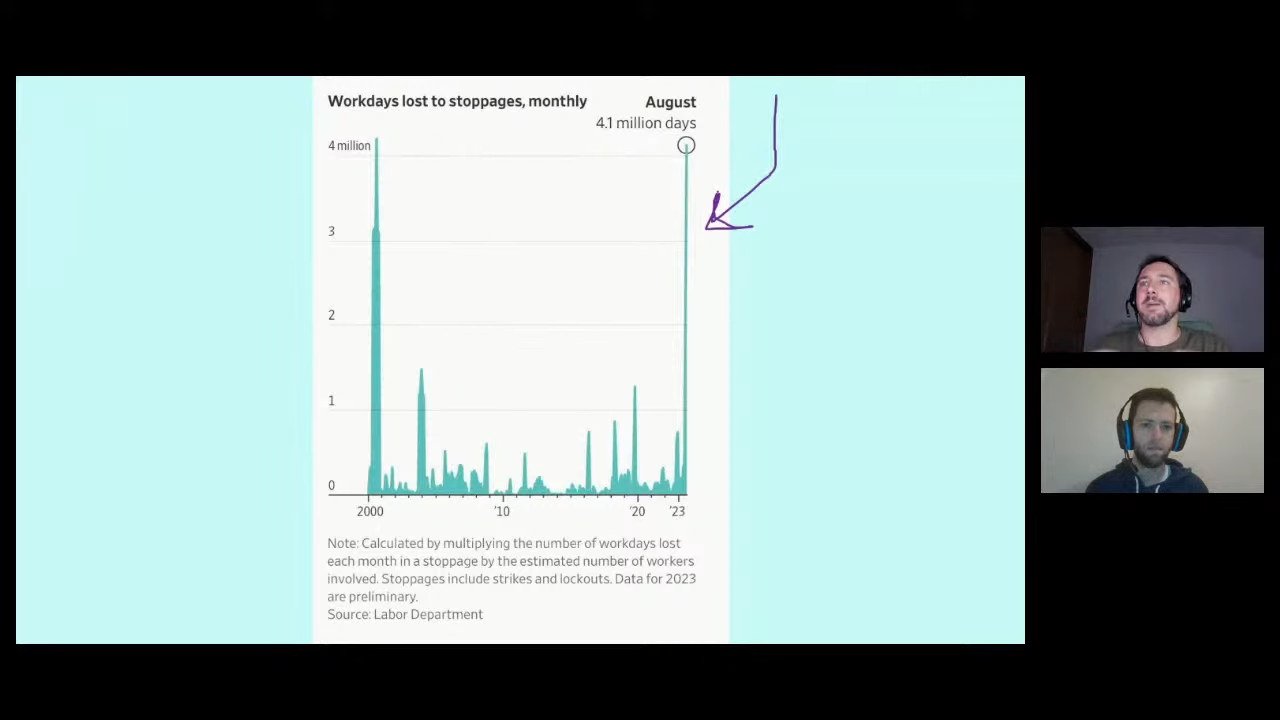 Workdays lost to stoppages, monthly
August
4.1 million days
4 million
3
2
1
0
2000 '10 '20 '23
Note: Calculated by multiplying the number of workdays lost
each month in a stoppage by the estimated number of workers
involved. Stoppages include strikes and lockouts. Data for 2023
are preliminary.
Source: Labor Department